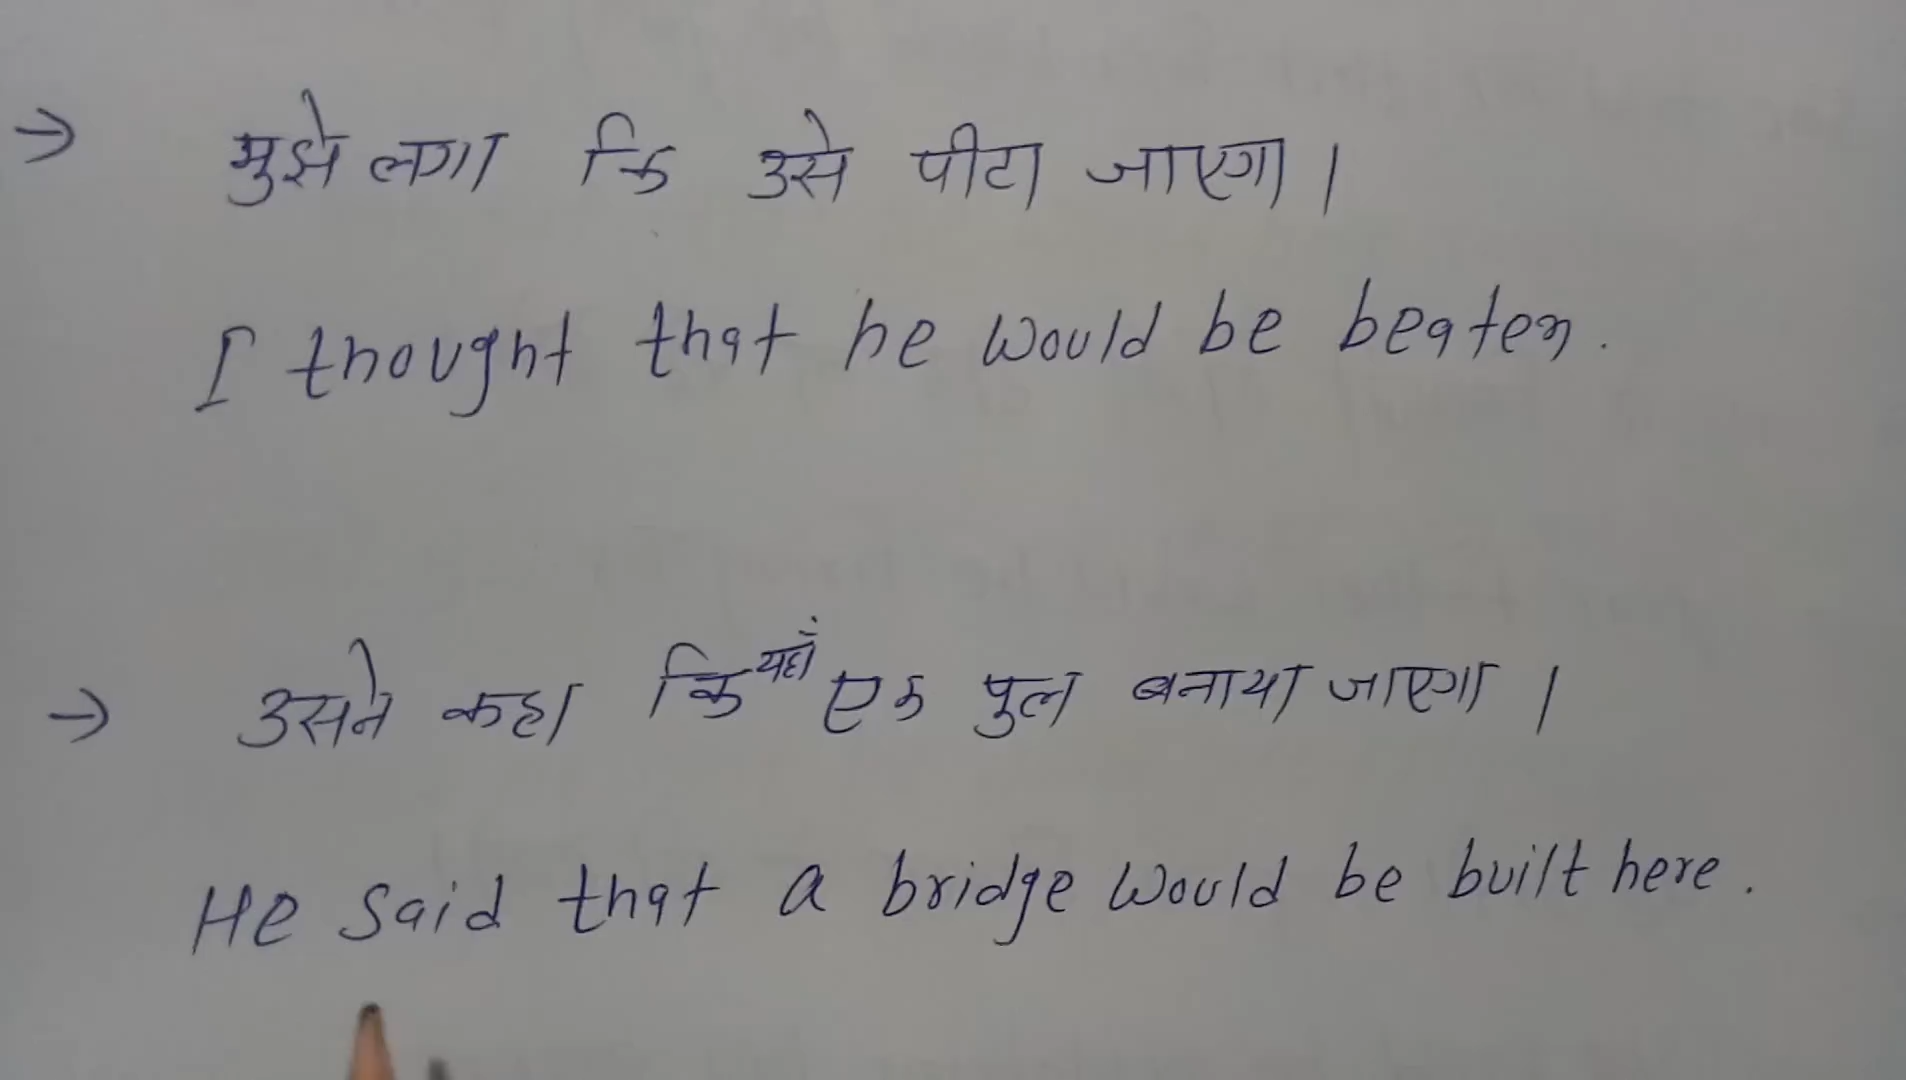 → मुझे लगा कि उसे पीटा जाएगा।
I thought that he would be beaten.
→ उसने कहा कि यहाँ एक पुल बनाया जाएगा।
He said that a bridge would be built here.